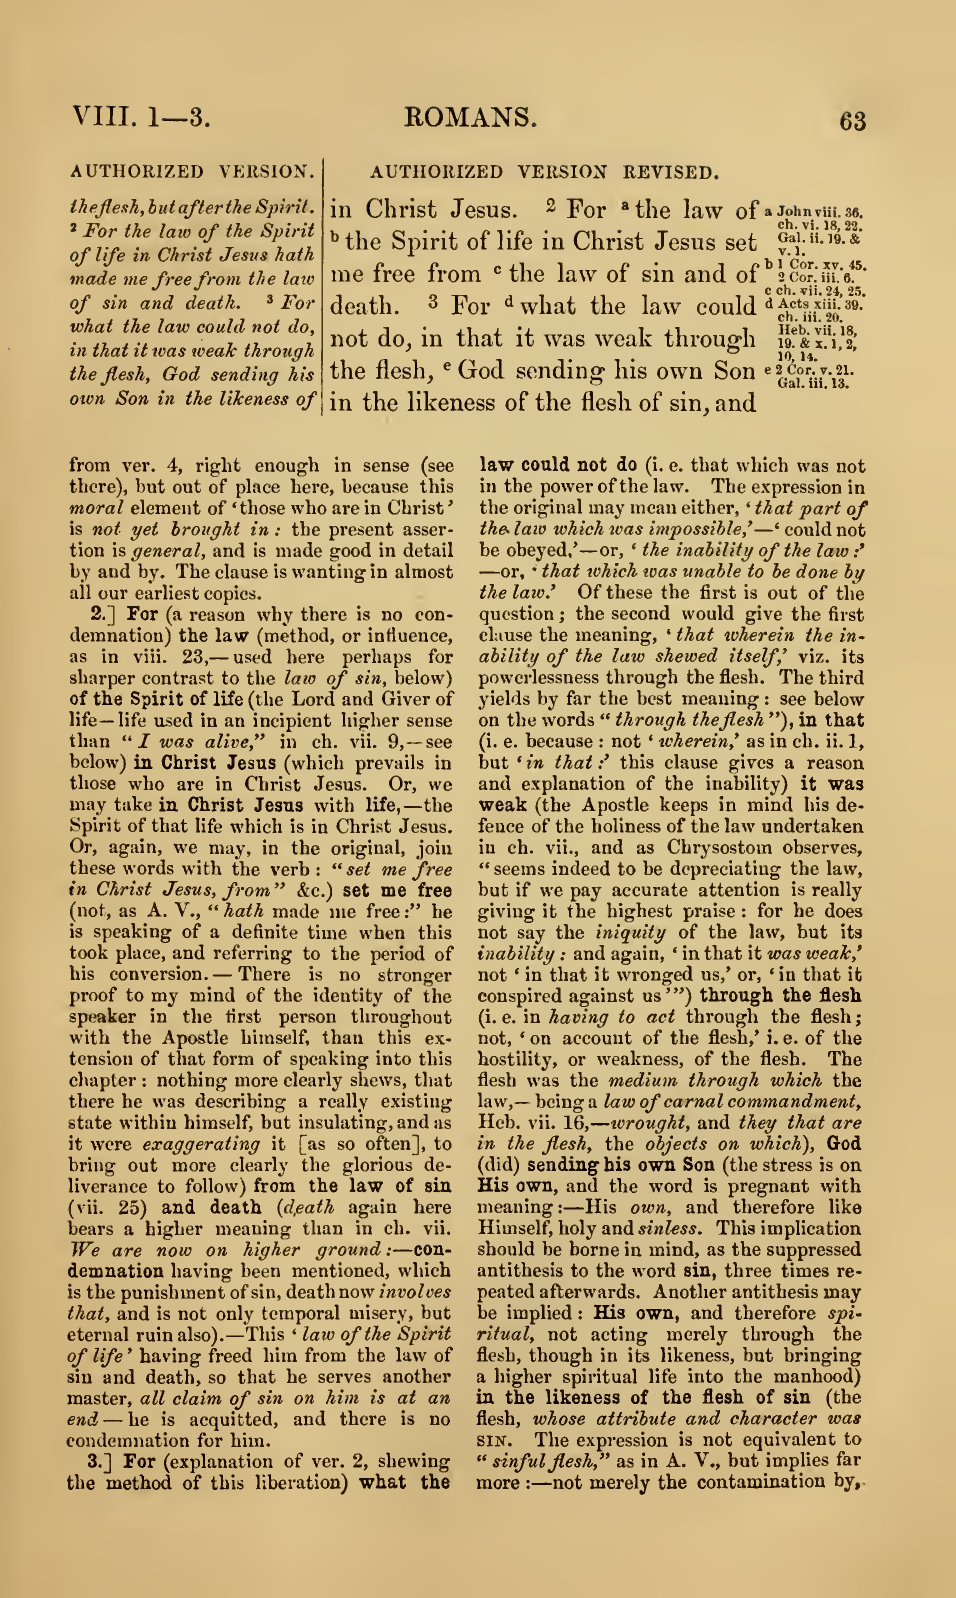 VIII. 1—3.
ROMANS.
63
AUTHORIZED VERSION.
the flesh, but after the Spirit.
² For the law of the Spirit
of life in Christ Jesus hath
made me free from the law
of sin and death. ³ For
what the law could not do,
in that it was weak through
the flesh, God sending his
own Son in the likeness of
AUTHORIZED VERSION REVISED.
in Christ Jesus. ² For ᵃ the law of
ᵇ the Spirit of life in Christ Jesus set
me free from ᶜ the law of sin and of
death. ³ For ᵈ what the law could
not do, in that it was weak through
the flesh, ᵉ God sending his own Son
in the likeness of the flesh of sin, and
a John viii. 36.
ch. vi. 18, 22.
Gal. ii. 19. &
v. 1.
b 1 Cor. xv. 45.
2 Cor. iii. 6.
c ch. vii. 24, 25.
d Acts xiii. 39.
ch. iii. 20.
Heb. vii. 18,
19. & x. 1, 2,
10, 14.
e 2 Cor. v. 21.
Gal. iii. 13.
from ver. 4, right enough in sense (see
there), but out of place here, because this
moral element of ‘those who are in Christ’
is not yet brought in: the present asser-
tion is general, and is made good in detail
by and by. The clause is wanting in almost
all our earliest copies.
2.] For (a reason why there is no con-
demnation) the law (method, or influence,
as in viii. 23,—used here perhaps for
sharper contrast to the law of sin, below)
of the Spirit of life (the Lord and Giver of
life—life used in an incipient higher sense
than “I was alive,” in ch. vii. 9,—see
below) in Christ Jesus (which prevails in
those who are in Christ Jesus. Or, we
may take in Christ Jesus with life,—the
Spirit of that life which is in Christ Jesus.
Or, again, we may, in the original, join
these words with the verb: “set me free
in Christ Jesus, from” &c.) set me free
(not, as A. V., “hath made me free:” he
is speaking of a definite time when this
took place, and referring to the period of
his conversion.—There is no stronger
proof to my mind of the identity of the
speaker in the first person throughout
with the Apostle himself, than this ex-
tension of that form of speaking into this
chapter: nothing more clearly shews, that
there he was describing a really existing
state within himself, but insulating, and as
it were exaggerating it [as so often], to
bring out more clearly the glorious de-
liverance to follow) from the law of sin
(vii. 25) and death (death again here
bears a higher meaning than in ch. vii.
We are now on higher ground:—con-
demnation having been mentioned, which
is the punishment of sin, death now involves
that, and is not only temporal misery, but
eternal ruin also).—This ‘law of the Spirit
of life’ having freed him from the law of
sin and death, so that he serves another
master, all claim of sin on him is at an
end—he is acquitted, and there is no
condemnation for him.
3.] For (explanation of ver. 2, shewing
the method of this liberation) what the
law could not do (i. e. that which was not
in the power of the law. The expression in
the original may mean either, ‘that part of
the law which was impossible,’—‘could not
be obeyed,’—or, ‘the inability of the law:’
—or, ‘that which was unable to be done by
the law.’ Of these the first is out of the
question; the second would give the first
clause the meaning, ‘that wherein the in-
ability of the law shewed itself,’ viz. its
powerlessness through the flesh. The third
yields by far the best meaning: see below
on the words “through the flesh”), in that
(i. e. because: not ‘wherein,’ as in ch. ii. 1,
but ‘in that:’ this clause gives a reason
and explanation of the inability) it was
weak (the Apostle keeps in mind his de-
fence of the holiness of the law undertaken
in ch. vii., and as Chrysostom observes,
“seems indeed to be depreciating the law,
but if we pay accurate attention is really
giving it the highest praise: for he does
not say the iniquity of the law, but its
inability: and again, ‘in that it was weak,’
not ‘in that it wronged us,’ or, ‘in that it
conspired against us’”) through the flesh
(i. e. in having to act through the flesh;
not, ‘on account of the flesh,’ i. e. of the
hostility, or weakness, of the flesh. The
flesh was the medium through which the
law,—being a law of carnal commandment,
Heb. vii. 16,—wrought, and they that are
in the flesh, the objects on which), God
(did) sending his own Son (the stress is on
His own, and the word is pregnant with
meaning:—His own, and therefore like
Himself, holy and sinless. This implication
should be borne in mind, as the suppressed
antithesis to the word sin, three times re-
peated afterwards. Another antithesis may
be implied: His own, and therefore spi-
ritual, not acting merely through the
flesh, though in its likeness, but bringing
a higher spiritual life into the manhood)
in the likeness of the flesh of sin (the
flesh, whose attribute and character was
SIN. The expression is not equivalent to
“sinful flesh,” as in A. V., but implies far
more:—not merely the contamination by,